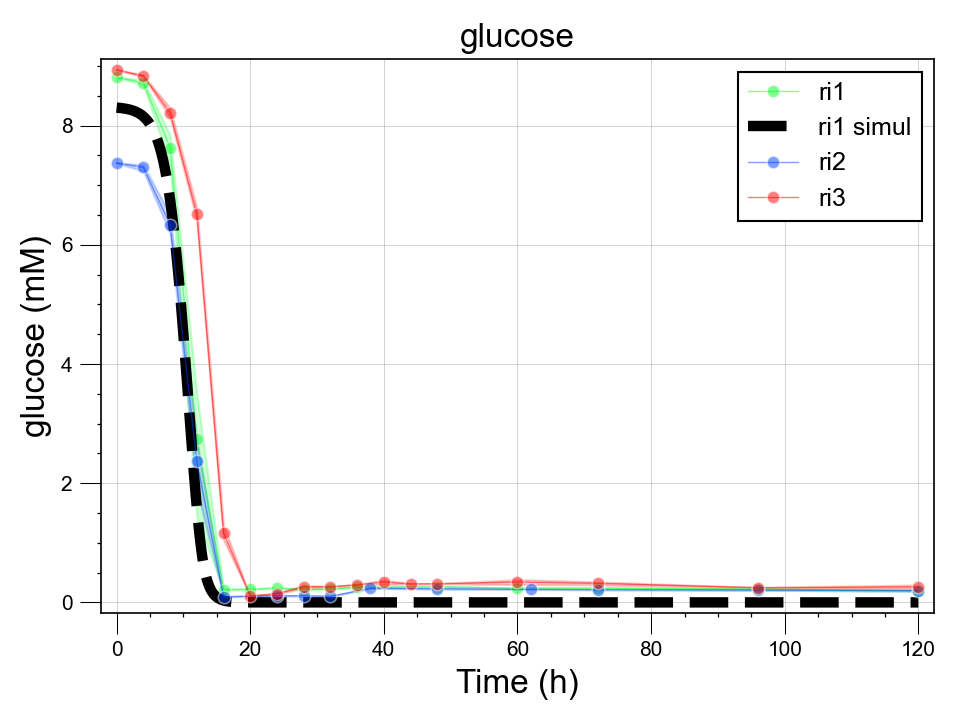 glucose
glucose (mM)
8
6
4
2
0
ri1
ri1 simul
ri2
ri3
0 20 40 60 80 100 120
Time (h)